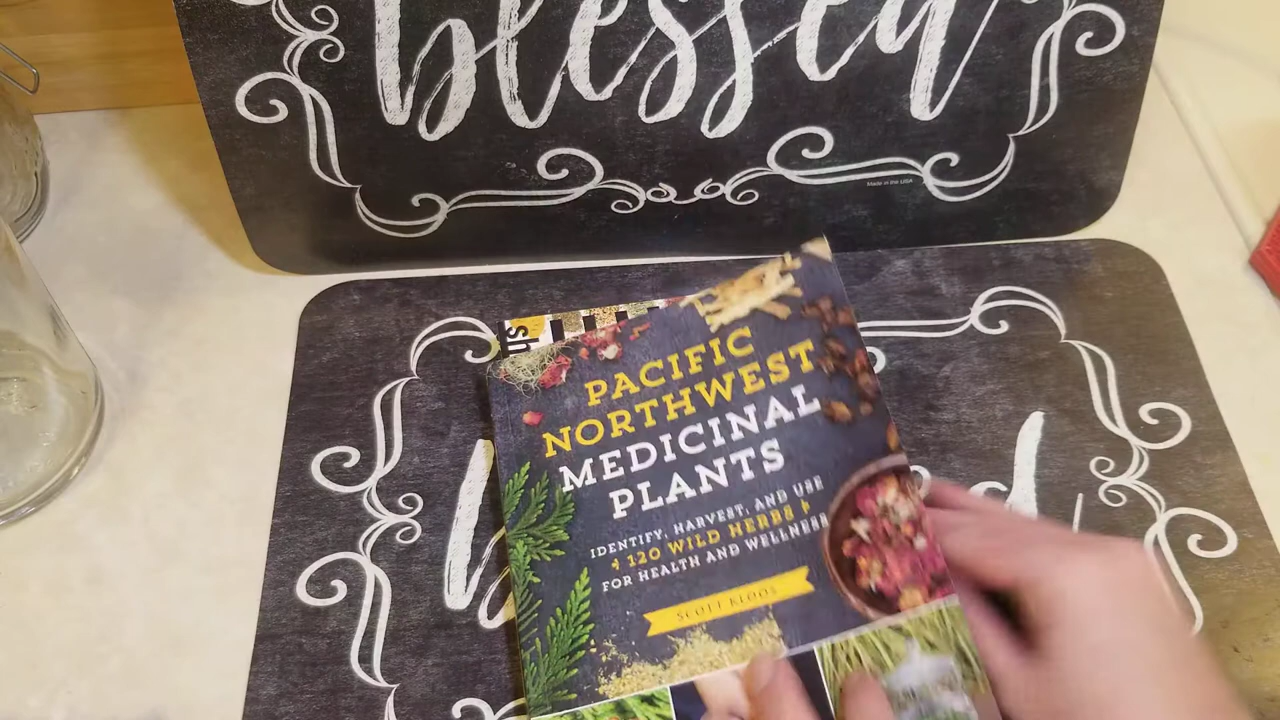 blessed
Made in the USA
sh
PACIFIC
NORTHWEST
MEDICINAL
PLANTS
IDENTIFY, HARVEST, AND USE
120 WILD HERBS
FOR HEALTH AND WELLNESS
SCOTT KLOOS